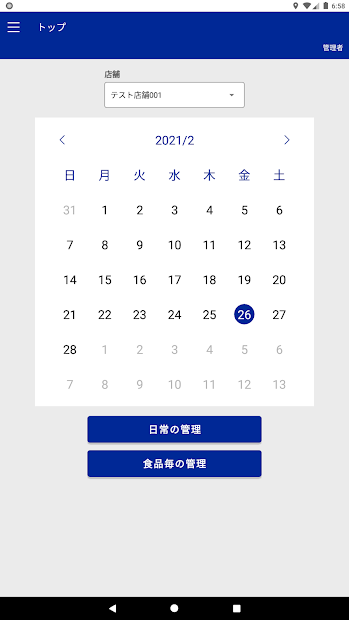 6:58
トップ
管理者
店舗
テスト店舗001
2021/2
日 月 火 水 木 金 土
31 1 2 3 4 5 6
7 8 9 10 11 12 13
14 15 16 17 18 19 20
21 22 23 24 25 26 27
28 1 2 3 4 5 6
7 8 9 10 11 12 13
日常の管理
食品毎の管理